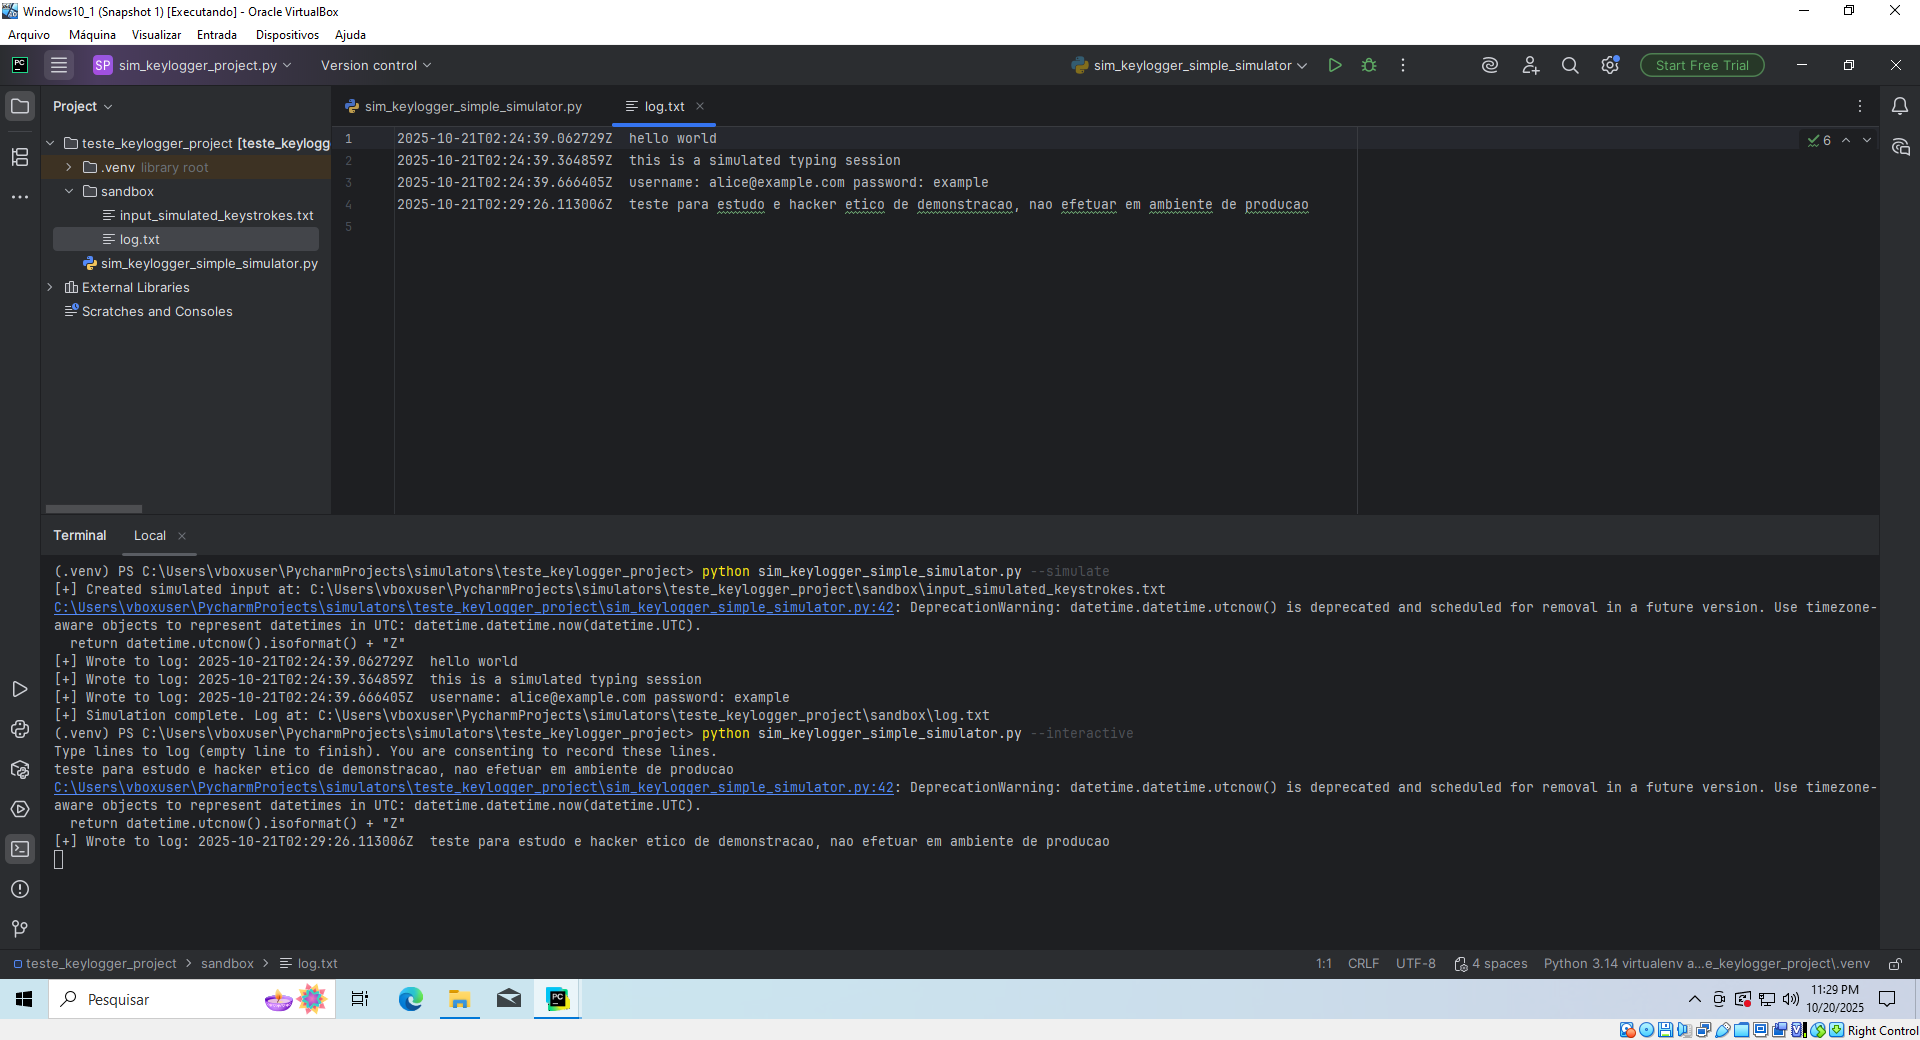 Windows10_1 (Snapshot 1) [Executando] - Oracle VirtualBox
Arquivo Máquina Visualizar Entrada Dispositivos Ajuda
PC SP sim_keylogger_project.py Version control sim_keylogger_simple_simulator Start Free Trial
Project
sim_keylogger_simple_simulator.py log.txt
teste_keylogger_project [teste_keylogg
.venv library root
sandbox
input_simulated_keystrokes.txt
log.txt
sim_keylogger_simple_simulator.py
External Libraries
Scratches and Consoles
1 2025-10-21T02:24:39.062729Z hello world
2 2025-10-21T02:24:39.364859Z this is a simulated typing session
3 2025-10-21T02:24:39.666405Z username: alice@example.com password: example
4 2025-10-21T02:29:26.113006Z teste para estudo e hacker etico de demonstracao, nao efetuar em ambiente de producao
5
6
Terminal Local
(.venv) PS C:\Users\vboxuser\PycharmProjects\simulators\teste_keylogger_project> python sim_keylogger_simple_simulator.py --simulate
[+] Created simulated input at: C:\Users\vboxuser\PycharmProjects\simulators\teste_keylogger_project\sandbox\input_simulated_keystrokes.txt
C:\Users\vboxuser\PycharmProjects\simulators\teste_keylogger_project\sim_keylogger_simple_simulator.py:42: DeprecationWarning: datetime.datetime.utcnow() is deprecated and scheduled for removal in a future version. Use timezone-
aware objects to represent datetimes in UTC: datetime.datetime.now(datetime.UTC).
return datetime.utcnow().isoformat() + "Z"
[+] Wrote to log: 2025-10-21T02:24:39.062729Z hello world
[+] Wrote to log: 2025-10-21T02:24:39.364859Z this is a simulated typing session
[+] Wrote to log: 2025-10-21T02:24:39.666405Z username: alice@example.com password: example
[+] Simulation complete. Log at: C:\Users\vboxuser\PycharmProjects\simulators\teste_keylogger_project\sandbox\log.txt
(.venv) PS C:\Users\vboxuser\PycharmProjects\simulators\teste_keylogger_project> python sim_keylogger_simple_simulator.py --interactive
Type lines to log (empty line to finish). You are consenting to record these lines.
teste para estudo e hacker etico de demonstracao, nao efetuar em ambiente de producao
C:\Users\vboxuser\PycharmProjects\simulators\teste_keylogger_project\sim_keylogger_simple_simulator.py:42: DeprecationWarning: datetime.datetime.utcnow() is deprecated and scheduled for removal in a future version. Use timezone-
aware objects to represent datetimes in UTC: datetime.datetime.now(datetime.UTC).
return datetime.utcnow().isoformat() + "Z"
[+] Wrote to log: 2025-10-21T02:29:26.113006Z teste para estudo e hacker etico de demonstracao, nao efetuar em ambiente de producao
teste_keylogger_project > sandbox > log.txt 1:1 CRLF UTF-8 4 spaces Python 3.14 virtualenv a...e_keylogger_project\.venv
Pesquisar PC 11:29 PM
10/20/2025
Right Control